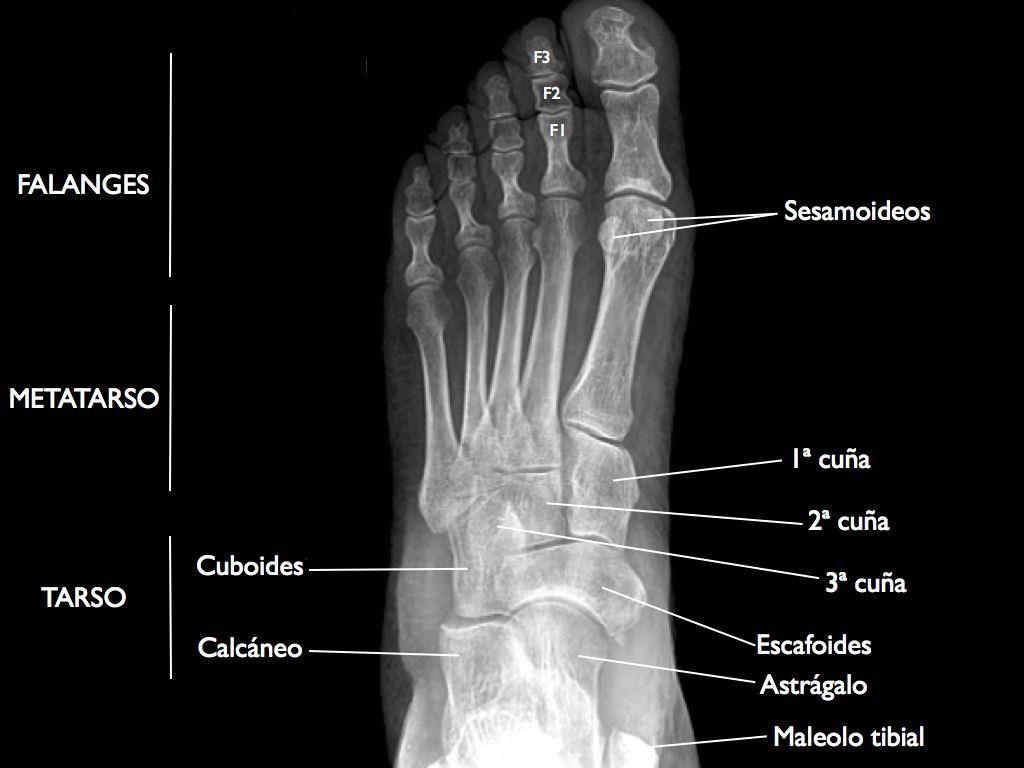 F3
F2
F1
FALANGES
Sesamoideos
METATARSO
1ª cuña
2ª cuña
Cuboides
3ª cuña
TARSO
Calcáneo
Escafoides
Astrágalo
Maleolo tibial